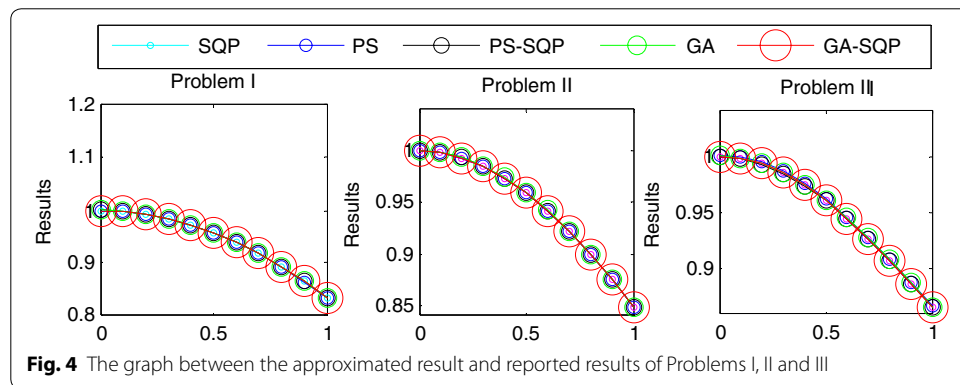 SQP PS PS-SQP GA GA-SQP
Problem I Problem II Problem III
Results
1.2
1.1
1
0.9
0.8
0 0.5 1
Results
1
0.95
0.9
0.85
0 0.5 1
Results
1
0.95
0.9
0 0.5 1
Fig. 4 The graph between the approximated result and reported results of Problems I, II and III